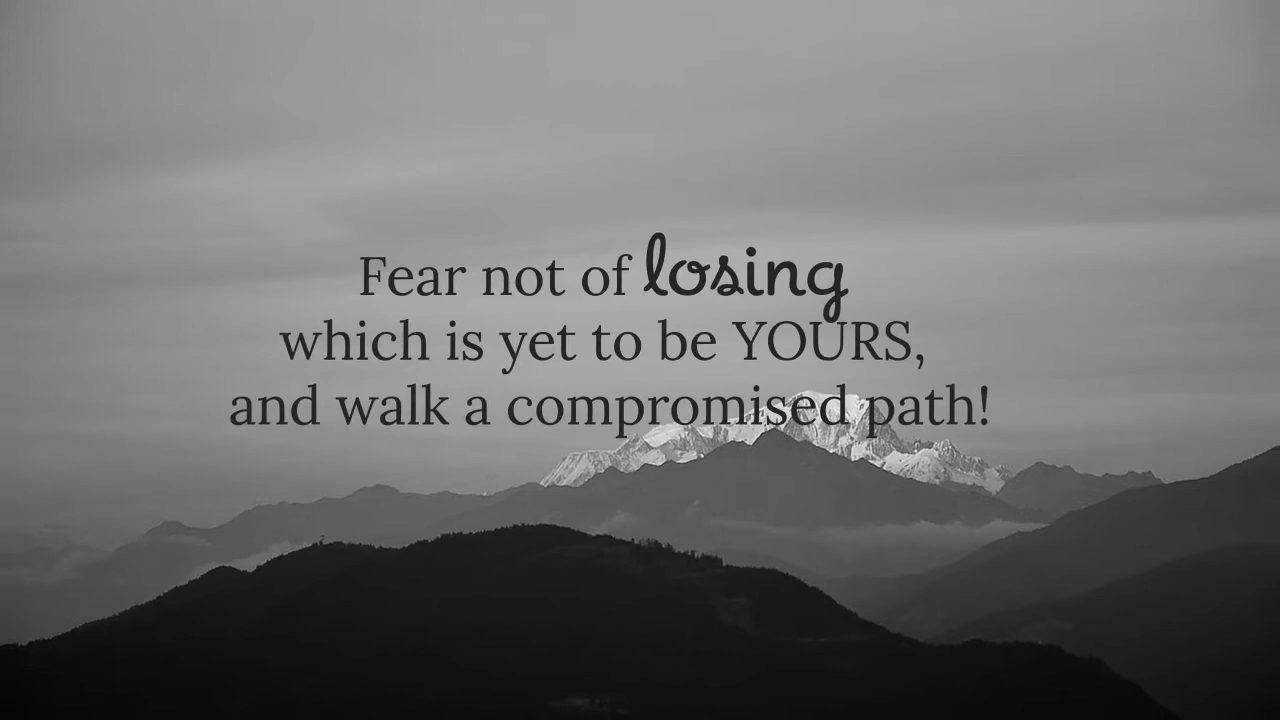 Fear not of losing
which is yet to be YOURS,
and walk a compromised path!